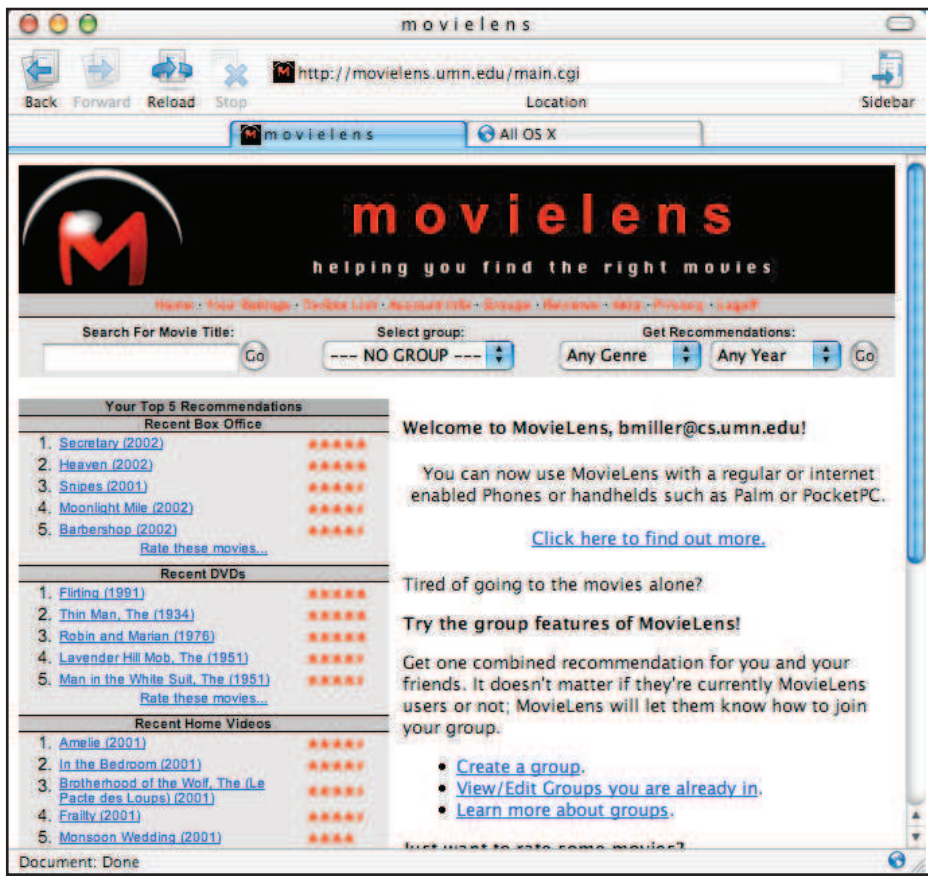 movielens
Back Forward Reload Stop
http://movielens.umn.edu/main.cgi
Location
Sidebar
movielens
All OS X
movielens
helping you find the right movies
Search For Movie Title:
Go
Select group:
--- NO GROUP ---
Get Recommendations:
Any Genre
Any Year
Go
Your Top 5 Recommendations
Recent Box Office
1. Secretary (2002)
2. Heaven (2002)
3. Snipes (2001)
4. Moonlight Mile (2002)
5. Barbershop (2002)
Rate these movies...
Recent DVDs
1. Flirting (1991)
2. Thin Man, The (1934)
3. Robin and Marian (1976)
4. Lavender Hill Mob, The (1951)
5. Man in the White Suit, The (1951)
Rate these movies...
Recent Home Videos
1. Amelie (2001)
2. In the Bedroom (2001)
3. Brotherhood of the Wolf, The (Le
Pacte des Loups) (2001)
4. Frailty (2001)
5. Monsoon Wedding (2001)
Welcome to MovieLens, bmiller@cs.umn.edu!
You can now use MovieLens with a regular or internet
enabled Phones or handhelds such as Palm or PocketPC.
Click here to find out more.
Tired of going to the movies alone?
Try the group features of MovieLens!
Get one combined recommendation for you and your
friends. It doesn't matter if they're currently MovieLens
users or not; MovieLens will let them know how to join
your group.
• Create a group.
• View/Edit Groups you are already in.
• Learn more about groups.
Just want to rate some movies?
Document: Done